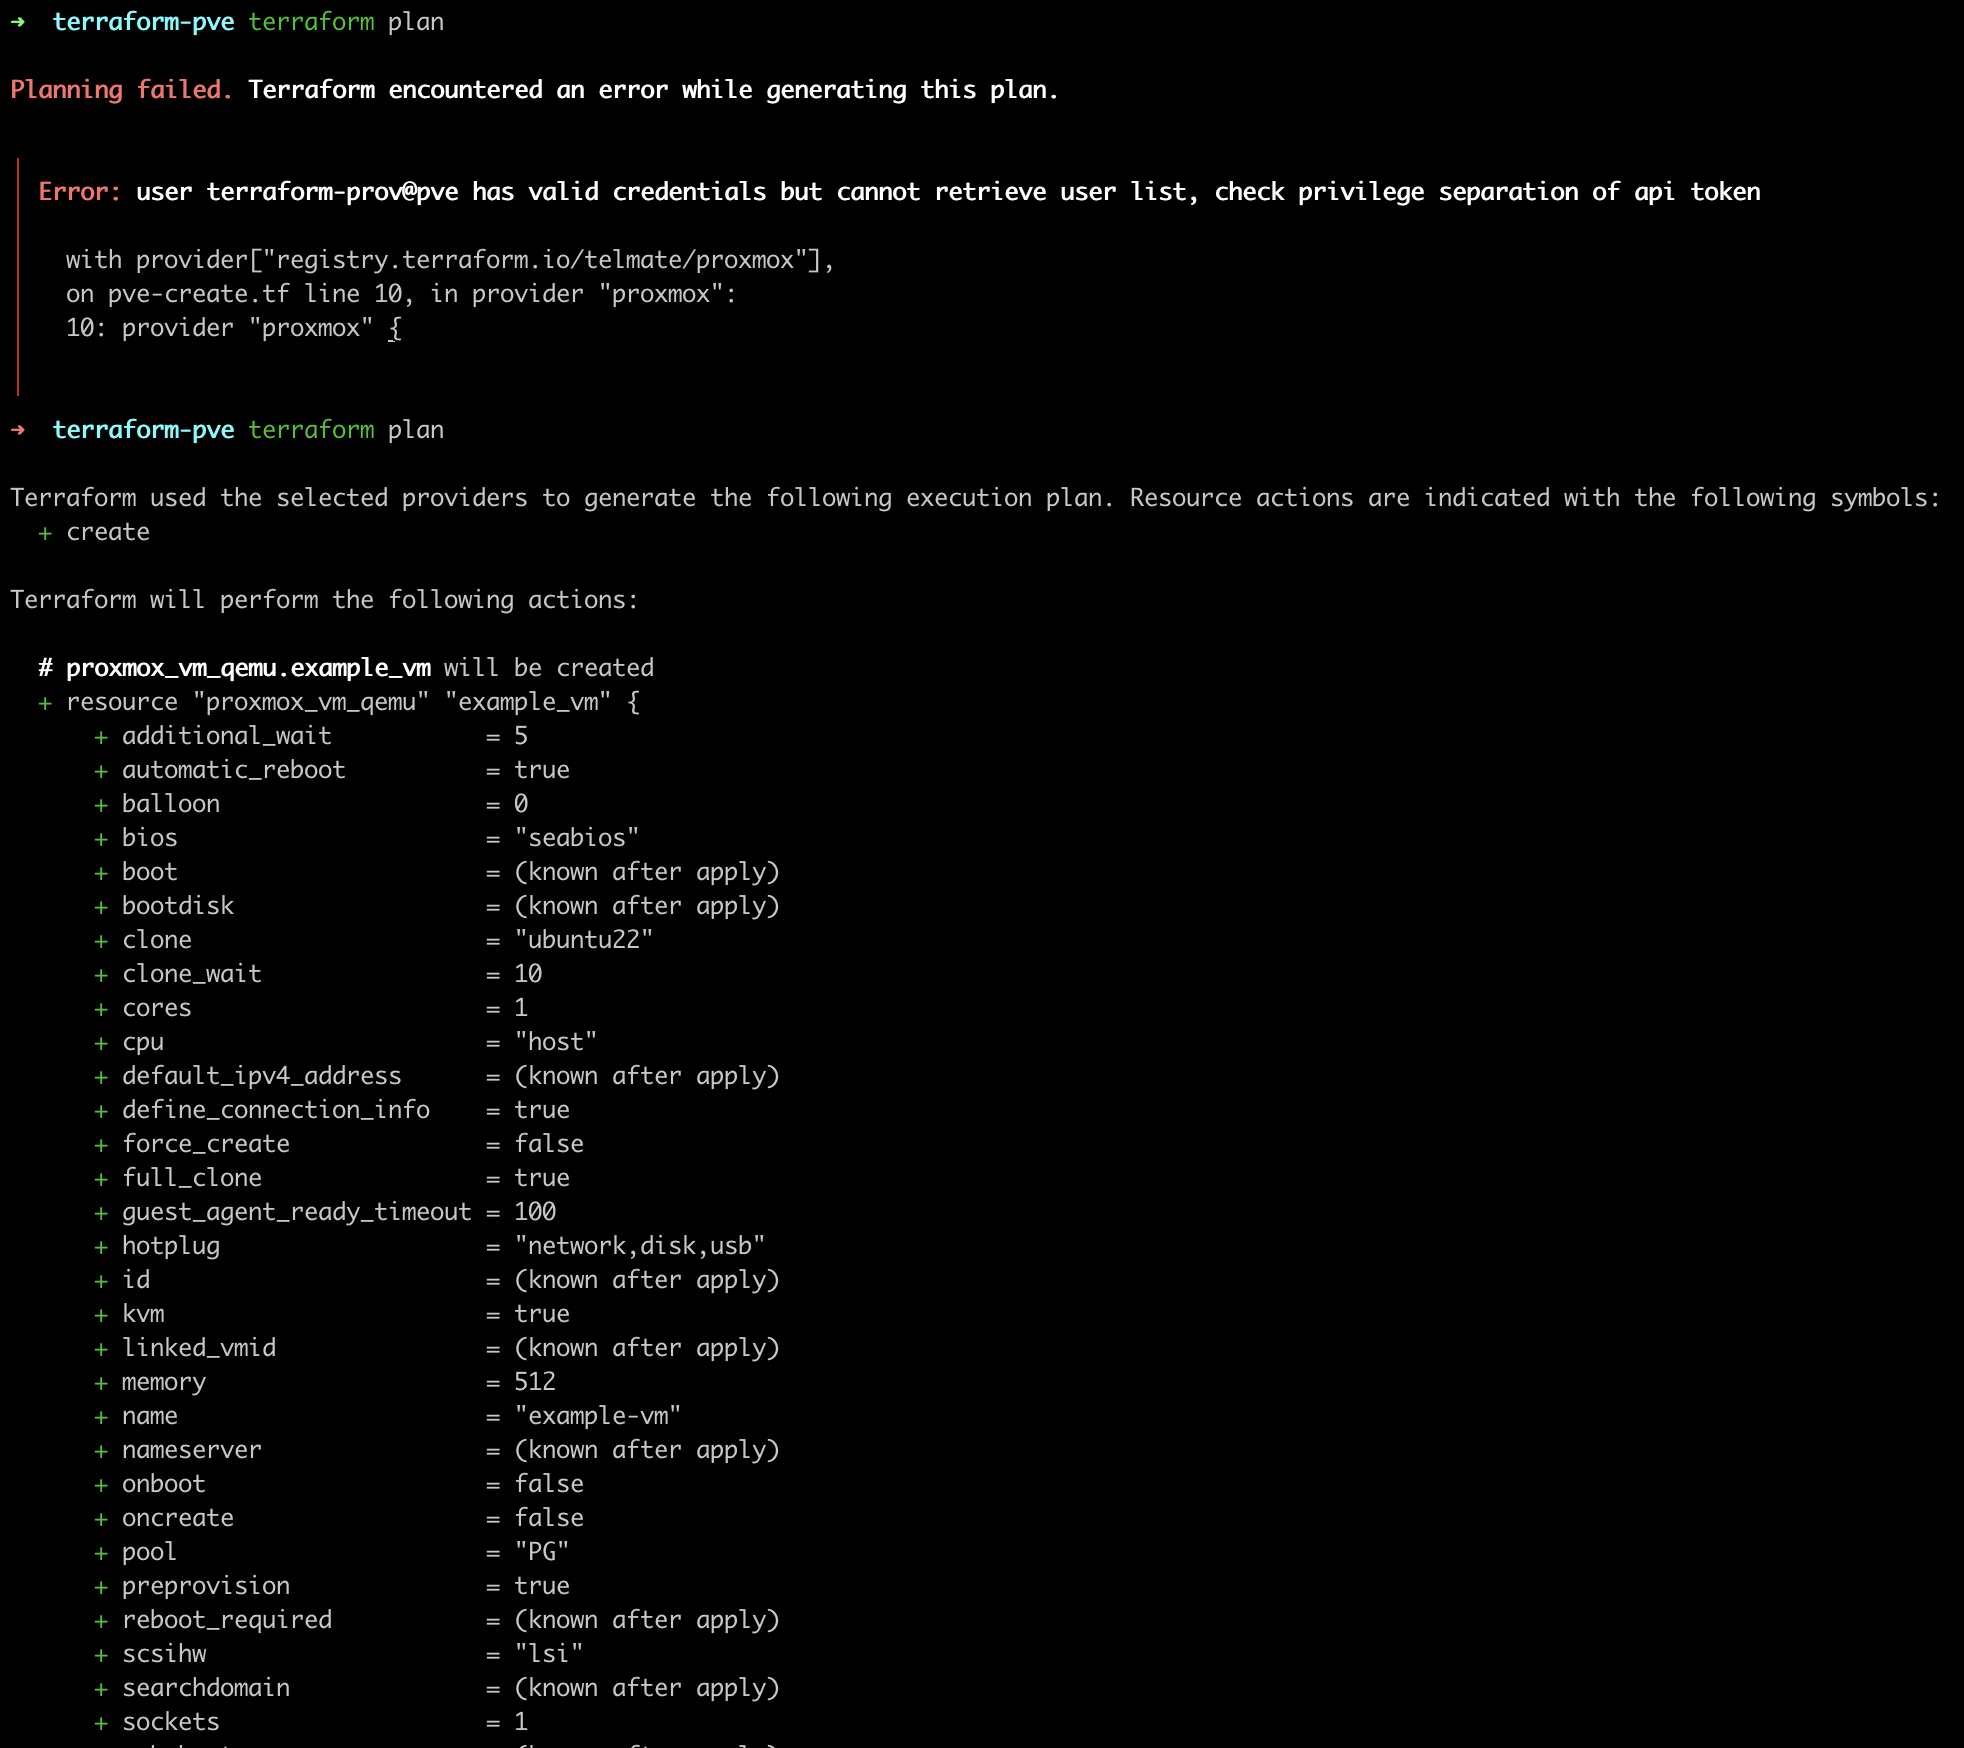 ➜  terraform-pve terraform plan
Planning failed. Terraform encountered an error while generating this plan.
Error: user terraform-prov@pve has valid credentials but cannot retrieve user list, check privilege separation of api token
with provider["registry.terraform.io/telmate/proxmox"],
on pve-create.tf line 10, in provider "proxmox":
10: provider "proxmox" {
➜  terraform-pve terraform plan
Terraform used the selected providers to generate the following execution plan. Resource actions are indicated with the following symbols:
+ create
Terraform will perform the following actions:
# proxmox_vm_qemu.example_vm will be created
+ resource "proxmox_vm_qemu" "example_vm" {
+ additional_wait = 5
+ automatic_reboot = true
+ balloon = 0
+ bios = "seabios"
+ boot = (known after apply)
+ bootdisk = (known after apply)
+ clone = "ubuntu22"
+ clone_wait = 10
+ cores = 1
+ cpu = "host"
+ default_ipv4_address = (known after apply)
+ define_connection_info = true
+ force_create = false
+ full_clone = true
+ guest_agent_ready_timeout = 100
+ hotplug = "network,disk,usb"
+ id = (known after apply)
+ kvm = true
+ linked_vmid = (known after apply)
+ memory = 512
+ name = "example-vm"
+ nameserver = (known after apply)
+ onboot = false
+ oncreate = false
+ pool = "PG"
+ preprovision = true
+ reboot_required = (known after apply)
+ scsihw = "lsi"
+ searchdomain = (known after apply)
+ sockets = 1